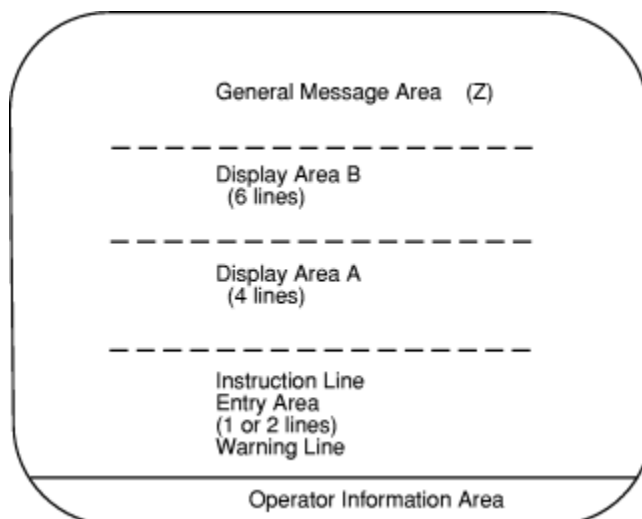 General Message Area (Z)
Display Area B
(6 lines)
Display Area A
(4 lines)
Instruction Line
Entry Area
(1 or 2 lines)
Warning Line
Operator Information Area